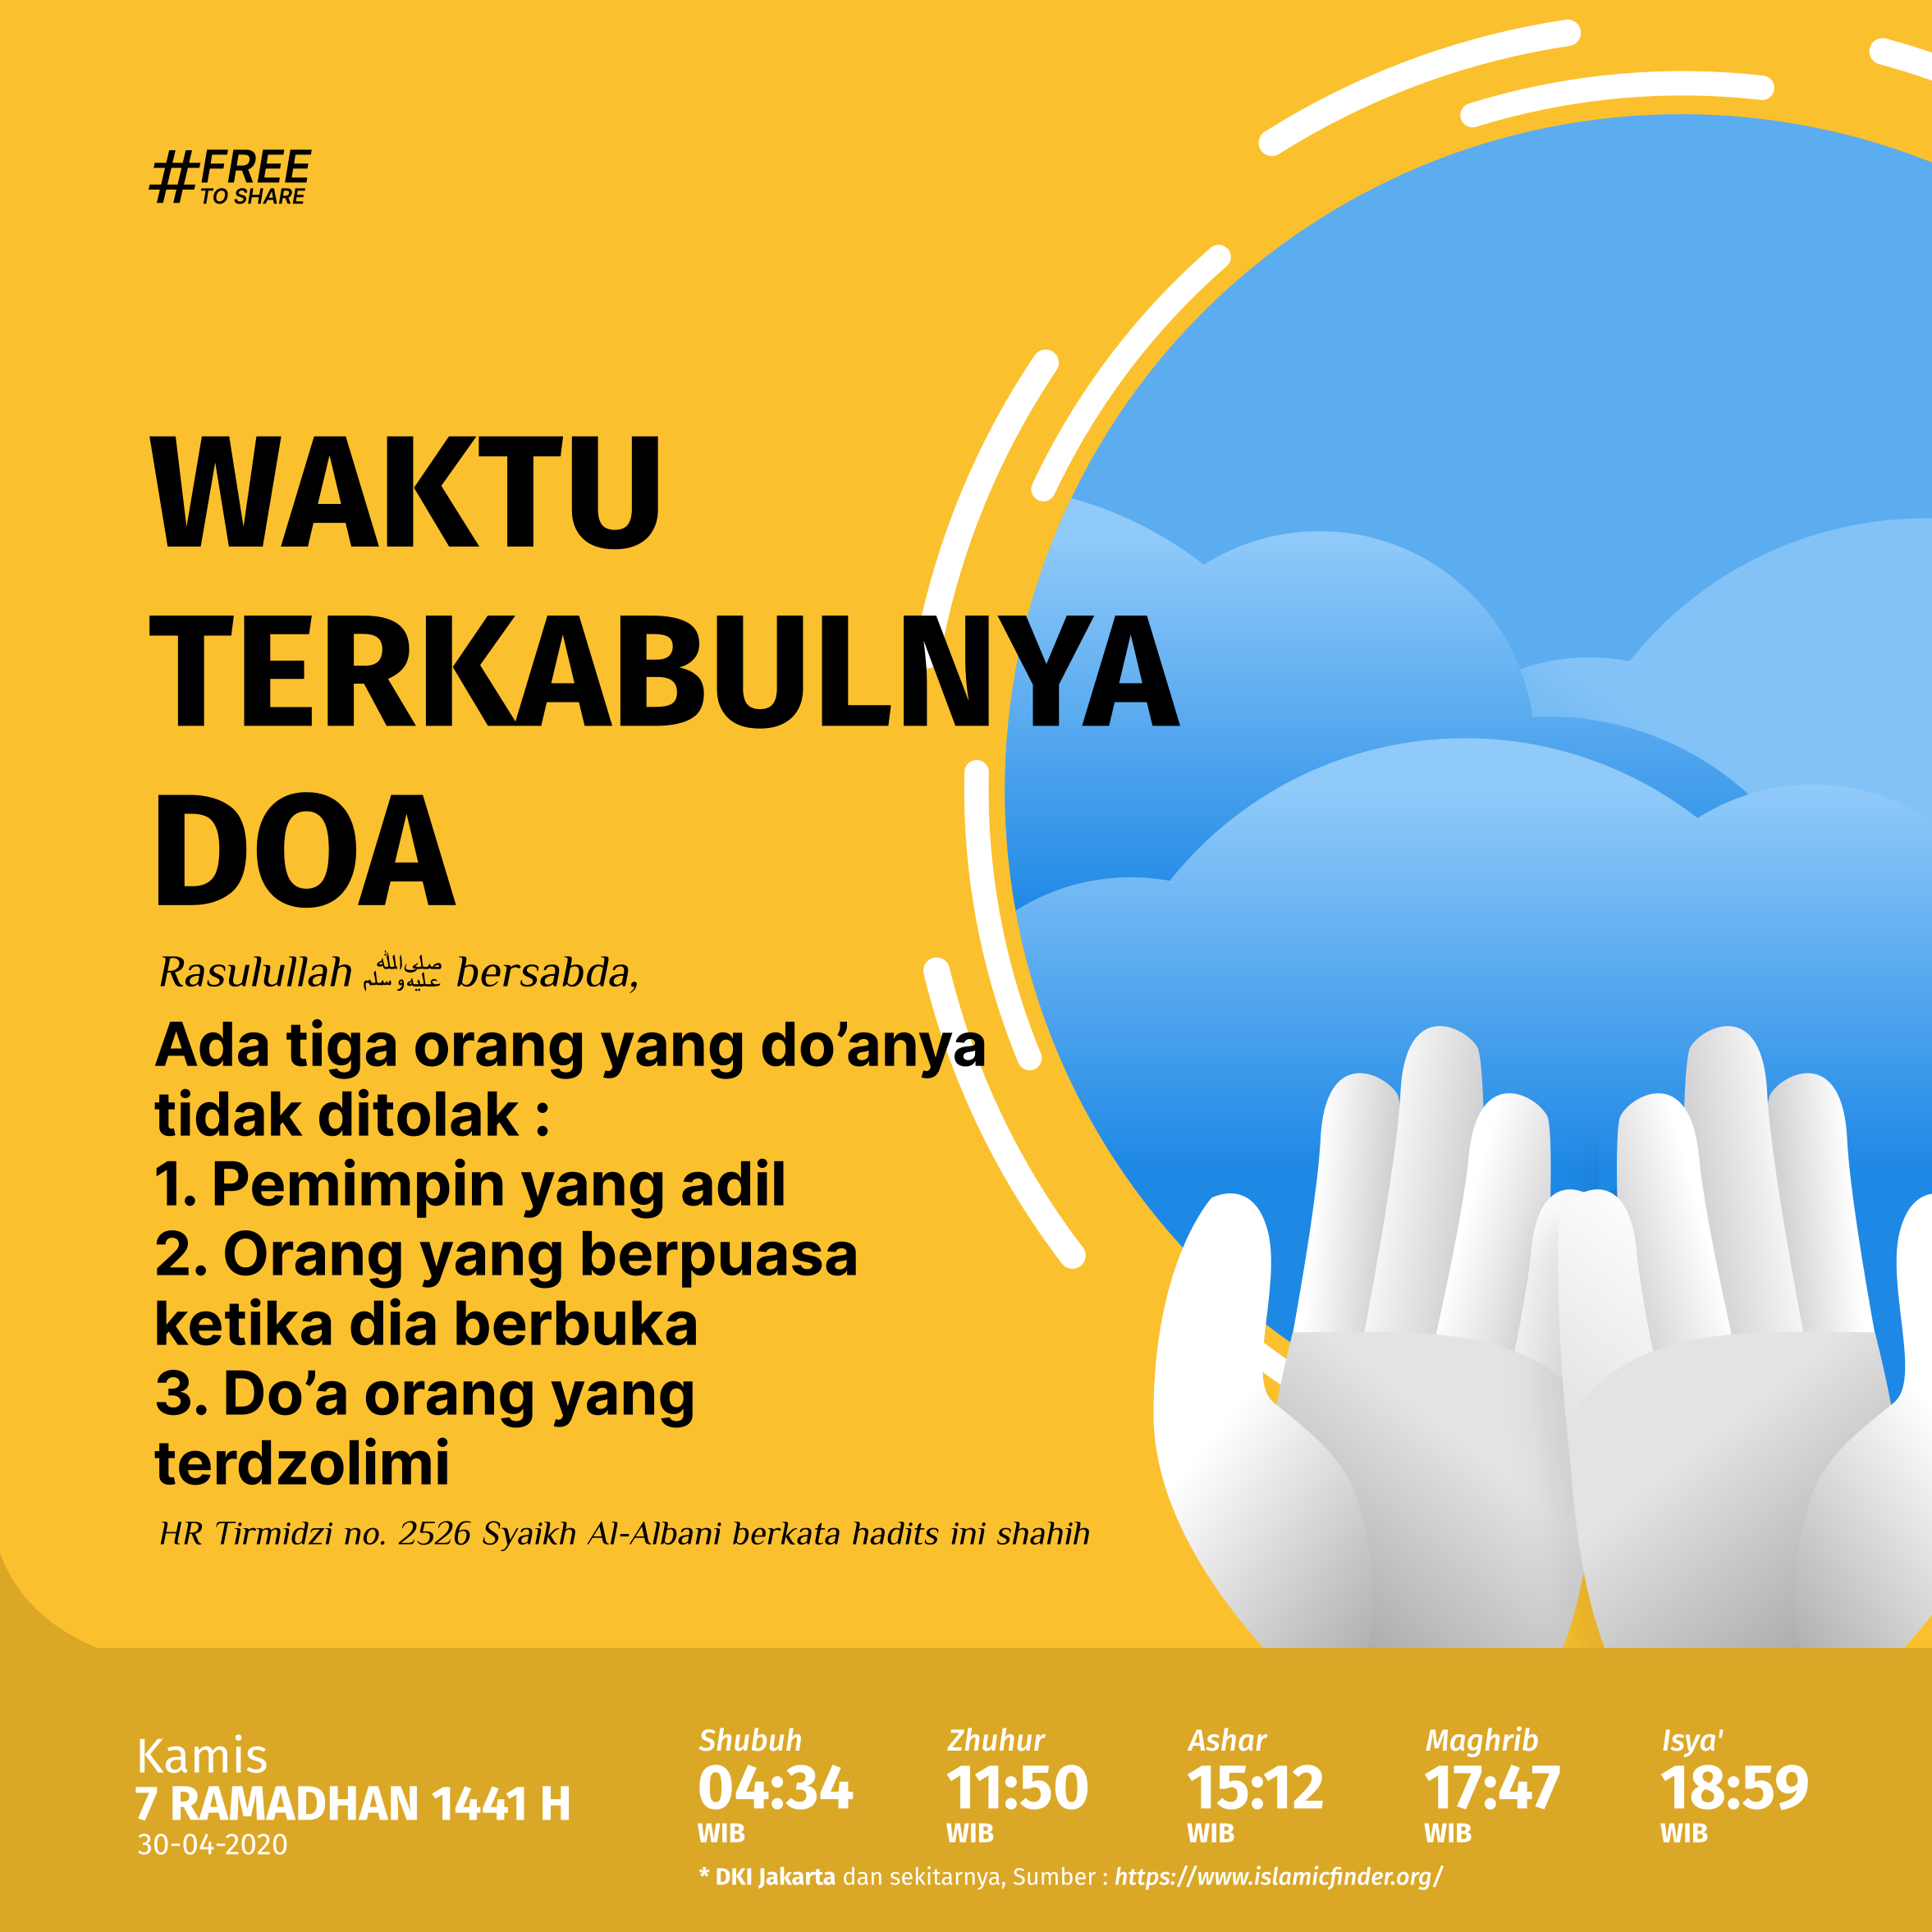 #FREE
TO SHARE
WAKTU
TERKABULNYA
DOA
Rasulullah ﷺ bersabda,
Ada tiga orang yang do’anya
tidak ditolak :
1. Pemimpin yang adil
2. Orang yang berpuasa
ketika dia berbuka
3. Do’a orang yang
terdzolimi
HR Tirmidzi no. 2526 Syaikh Al-Albani berkata hadits ini shahih
Kamis
7 RAMADHAN 1441 H
30-04-2020
Shubuh
04:34
WIB
Zhuhur
11:50
WIB
Ashar
15:12
WIB
Maghrib
17:47
WIB
Isya'
18:59
WIB
* DKI Jakarta dan sekitarnya, Sumber : https://www.islamicfinder.org/